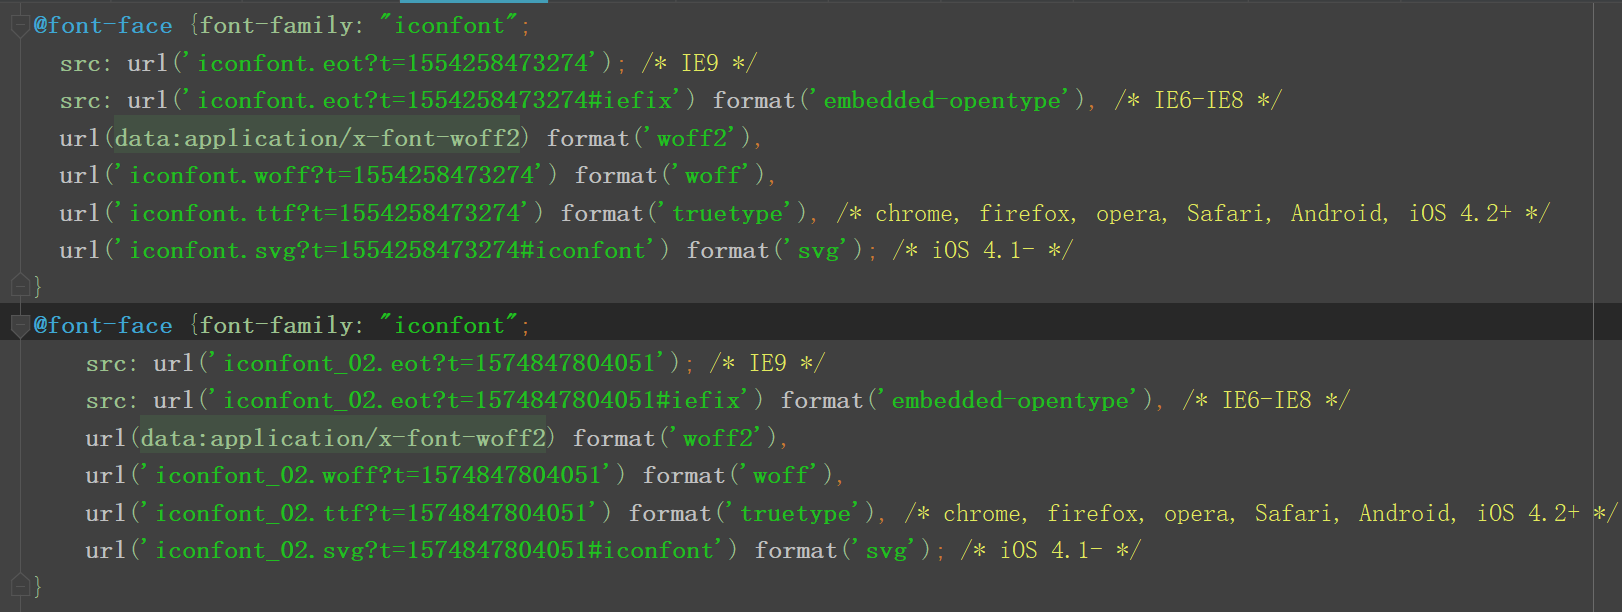 @font-face {font-family: "iconfont";
src: url('iconfont.eot?t=1554258473274'); /* IE9 */
src: url('iconfont.eot?t=1554258473274#iefix') format('embedded-opentype'), /* IE6-IE8 */
url(data:application/x-font-woff2) format('woff2'),
url('iconfont.woff?t=1554258473274') format('woff'),
url('iconfont.ttf?t=1554258473274') format('truetype'), /* chrome, firefox, opera, Safari, Android, iOS 4.2+ */
url('iconfont.svg?t=1554258473274#iconfont') format('svg'); /* iOS 4.1- */
}
@font-face {font-family: "iconfont";
src: url('iconfont_02.eot?t=1574847804051'); /* IE9 */
src: url('iconfont_02.eot?t=1574847804051#iefix') format('embedded-opentype'), /* IE6-IE8 */
url(data:application/x-font-woff2) format('woff2'),
url('iconfont_02.woff?t=1574847804051') format('woff'),
url('iconfont_02.ttf?t=1574847804051') format('truetype'), /* chrome, firefox, opera, Safari, Android, iOS 4.2+ */
url('iconfont_02.svg?t=1574847804051#iconfont') format('svg'); /* iOS 4.1- */
}